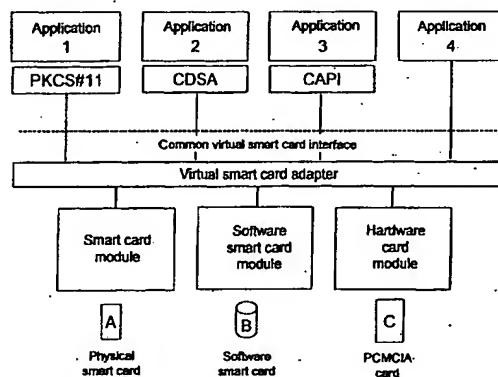 Application 1
Application 2
Application 3
Application 4
PKCS#11
CDSA
CAPI
Common virtual smart card interface
Virtual smart card adapter
Smart card module
Software smart card module
Hardware card module
A
B
C
Physical smart card
Software smart card
PCMCIA card